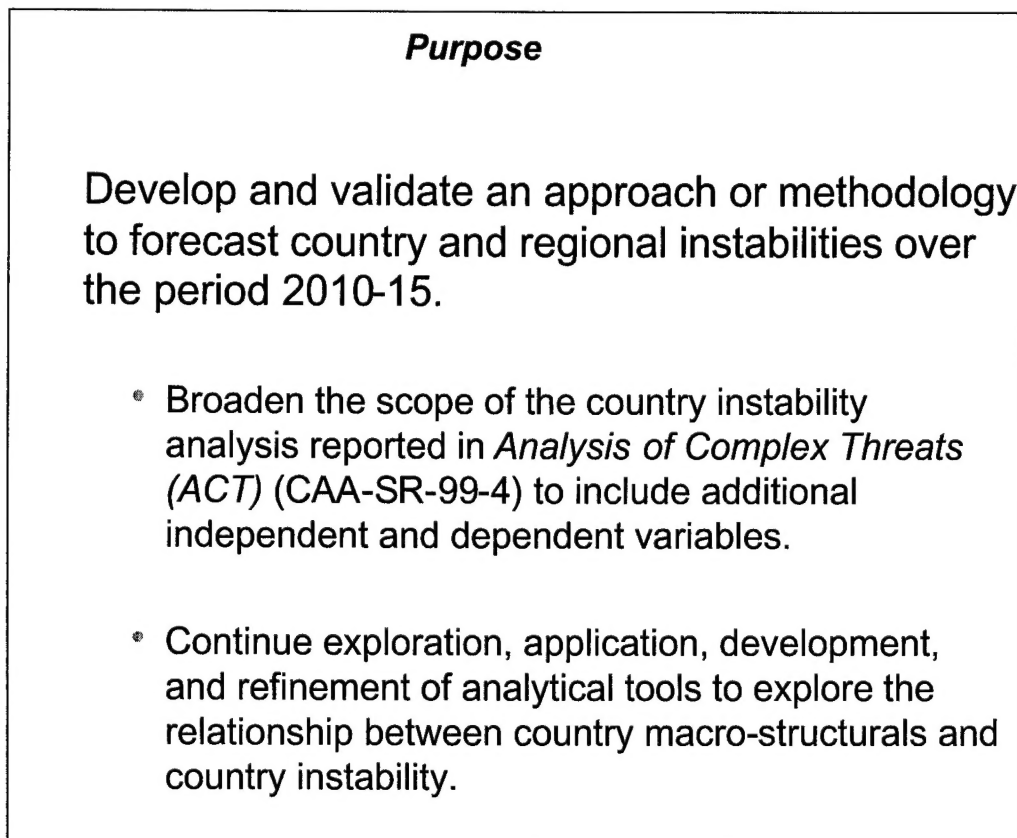 Purpose
Develop and validate an approach or methodology
to forecast country and regional instabilities over
the period 2010-15.
• Broaden the scope of the country instability
analysis reported in Analysis of Complex Threats
(ACT) (CAA-SR-99-4) to include additional
independent and dependent variables.
• Continue exploration, application, development,
and refinement of analytical tools to explore the
relationship between country macro-structurals and
country instability.